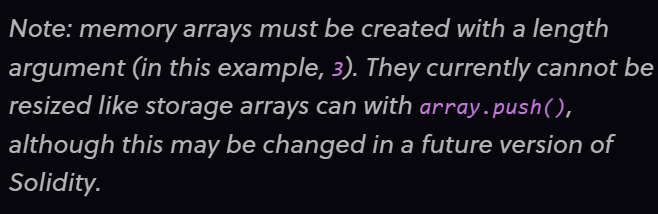 Note: memory arrays must be created with a length
argument (in this example, 3). They currently cannot be
resized like storage arrays can with array.push(),
although this may be changed in a future version of
Solidity.